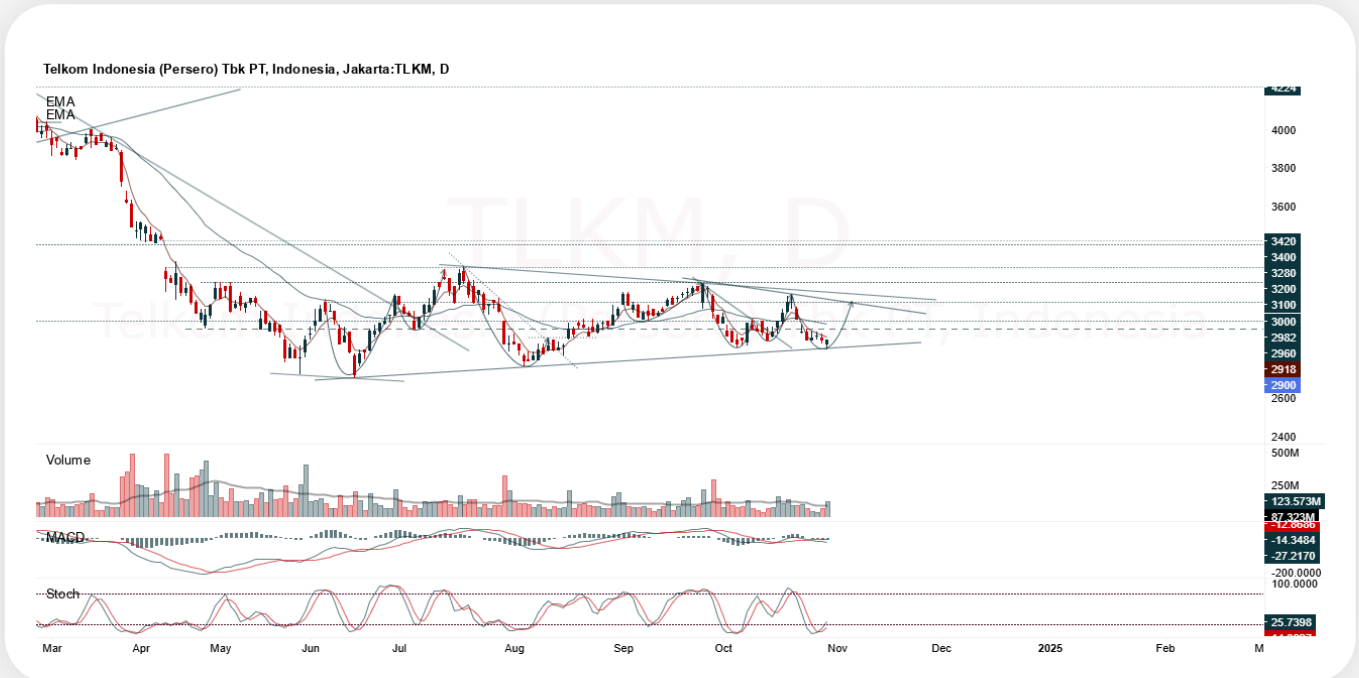 Telkom Indonesia (Persero) Tbk PT, Indonesia, Jakarta:TLKM, D
EMA
EMA
TLKM, D
4224
4000
3800
3600
3420
3400
3280
3200
3100
3000
2982
2960
2918
2900
2600
2400
Volume
500M
250M
123.573M
87.323M
MACD
-12.8686
-14.3484
-27.2170
-200.0000
Stoch
100.0000
25.7398
Mar Apr May Jun Jul Aug Sep Oct Nov Dec 2025 Feb M